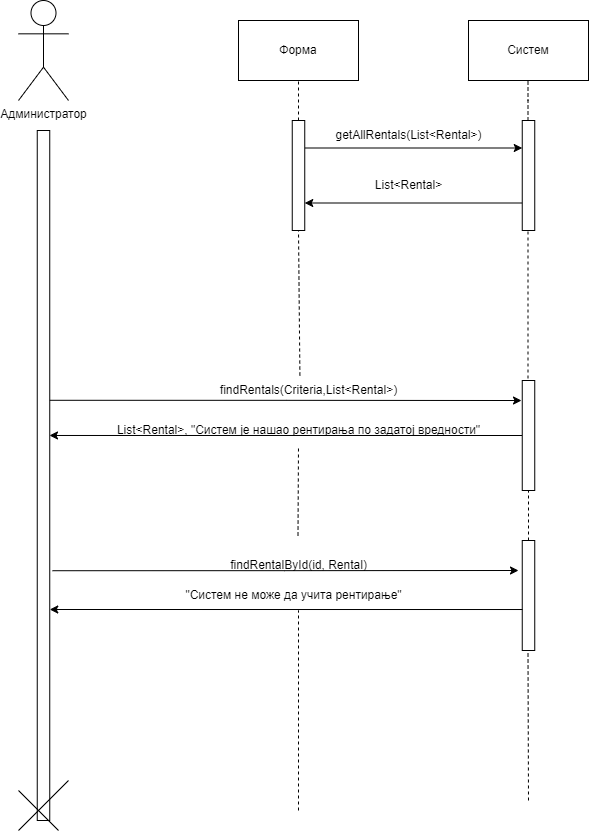 Форма
Систем
Администратор
getAllRentals(List<Rental>)
List<Rental>
findRentals(Criteria,List<Rental>)
List<Rental>, "Систем је нашао рентирања по задатој вредности"
findRentalById(id, Rental)
"Систем не може да учита рентирање"